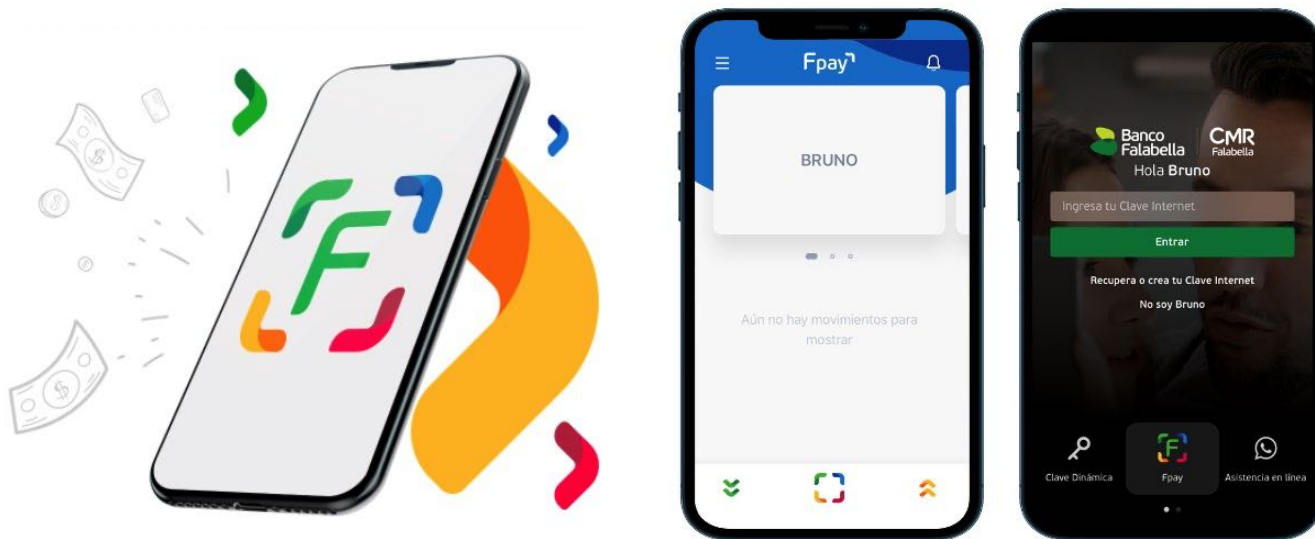 F
Fpay
BRUNO
Aún no hay movimientos para
mostrar
Banco
Falabella
CMR
Falabella
Hola Bruno
Ingresa tu Clave Internet
Entrar
Recupera o crea tu Clave Internet
No soy Bruno
Clave Dinámica
F
Fpay
Asistencia en línea